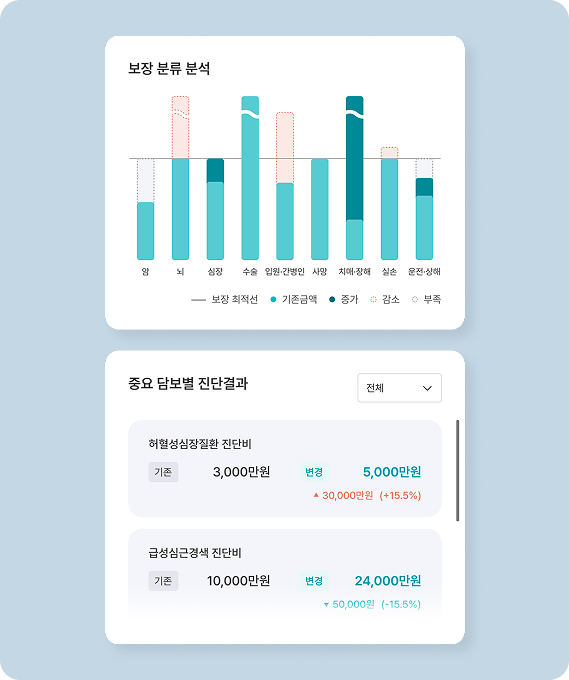 보장 분류 분석
암 뇌 심장 수술 입원·간병인 사망 치매·장해 실손 운전·상해
보장 최적선 기존금액 증가 감소 부족
중요 담보별 진단결과
전체
허혈성심장질환 진단비
기존 3,000만원 변경 5,000만원
▲ 30,000만원 (+15.5%)
급성심근경색 진단비
기존 10,000만원 변경 24,000만원
▼ 50,000원 (-15.5%)